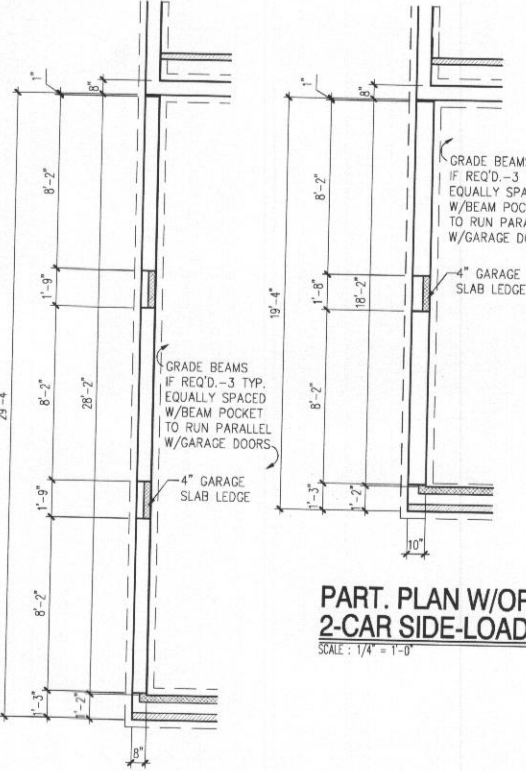 1"
8"
8'-2"
1'-9"
8'-2"
28'-2"
GRADE BEAMS
IF REQ'D.-3 TYP.
EQUALLY SPACED
W/BEAM POCKET
TO RUN PARALLEL
W/GARAGE DOORS
4" GARAGE
SLAB LEDGE
1'-9"
8'-2"
1'-3"
1'-2"
8"
1"
8"
8'-2"
19'-4"
1'-8"
18'-2"
8'-2"
GRADE BEAMS
IF REQ'D.-3
EQUALLY SPA
W/BEAM POC
TO RUN PARA
W/GARAGE DO
4" GARAGE
SLAB LEDGE
1'-3"
1'-2"
10"
PART. PLAN W/OP
2-CAR SIDE-LOAD
SCALE : 1/4" = 1'-0"